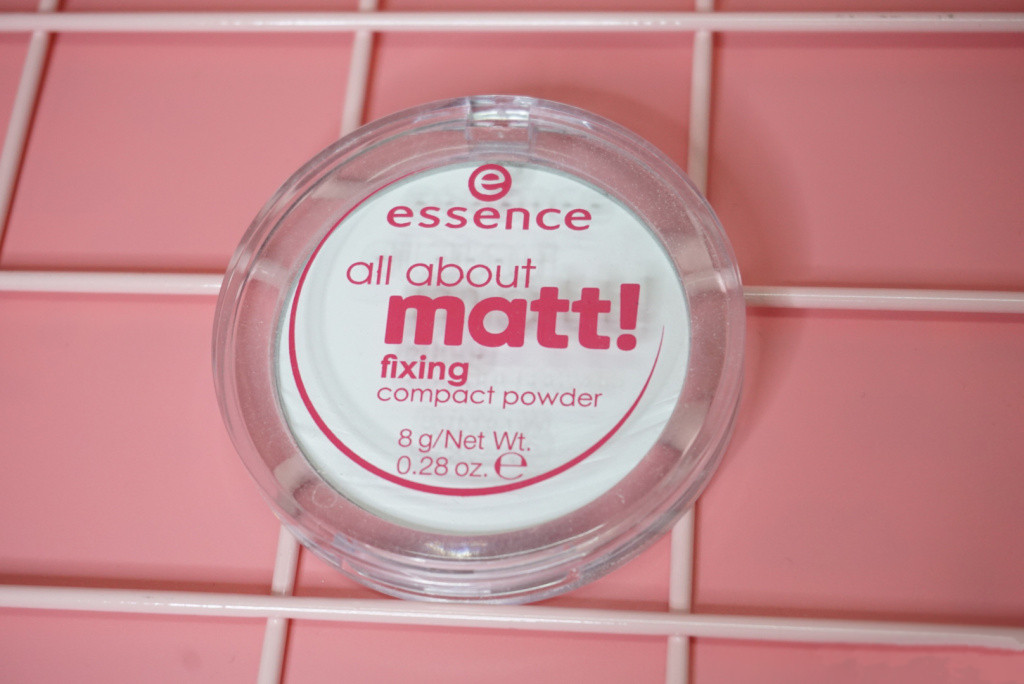 e
essence
all about
matt!
fixing
compact powder
8 g/Net Wt.
0.28 oz. ℮